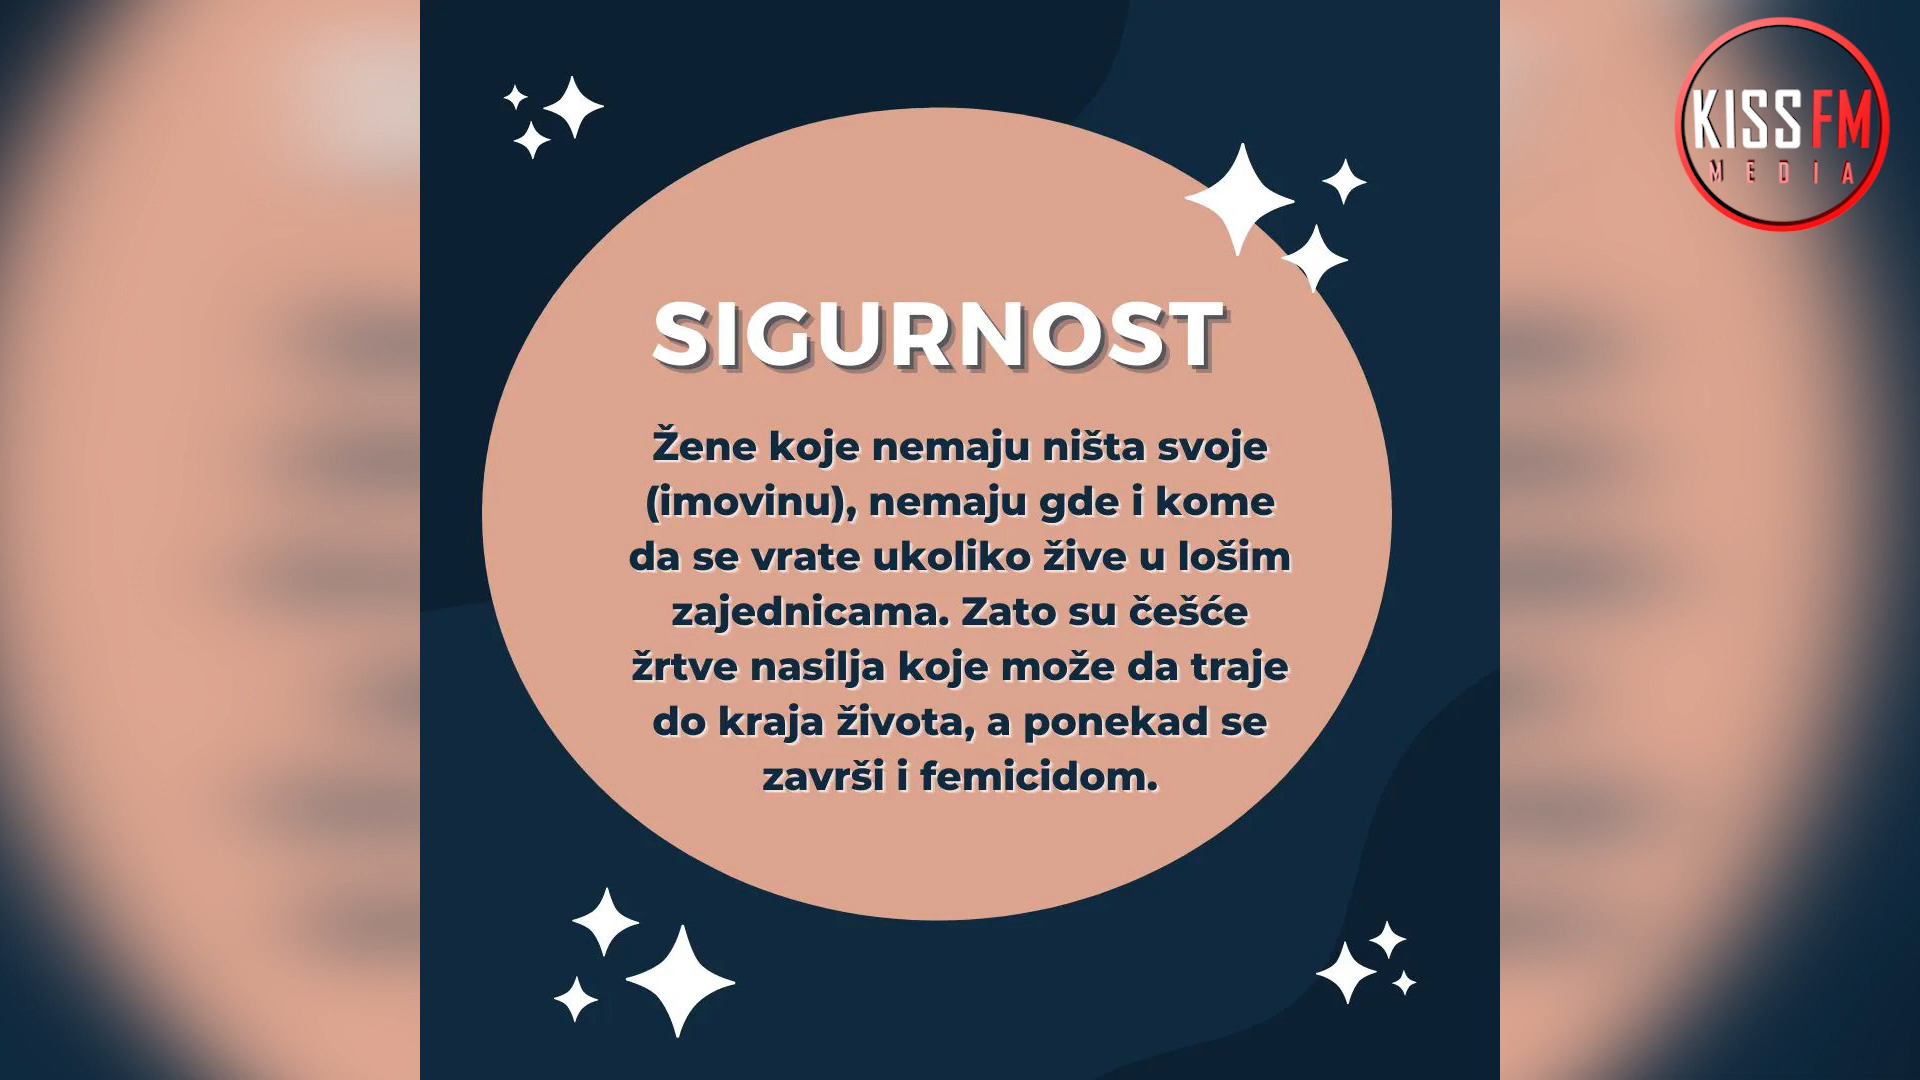 KISS FM
MEDIA
SIGURNOST
Žene koje nemaju ništa svoje
(imovinu), nemaju gde i kome
da se vrate ukoliko žive u lošim
zajednicama. Zato su češće
žrtve nasilja koje može da traje
do kraja života, a ponekad se
završi i femicidom.